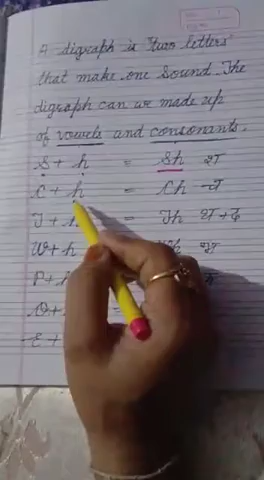 A digraph is two letters
that make one sound. The
digraph can we made up
of vowels and consonants.
S + h = Sh श
C + h = Ch च
T + h = Th थ + द
W + h
P + h
E +